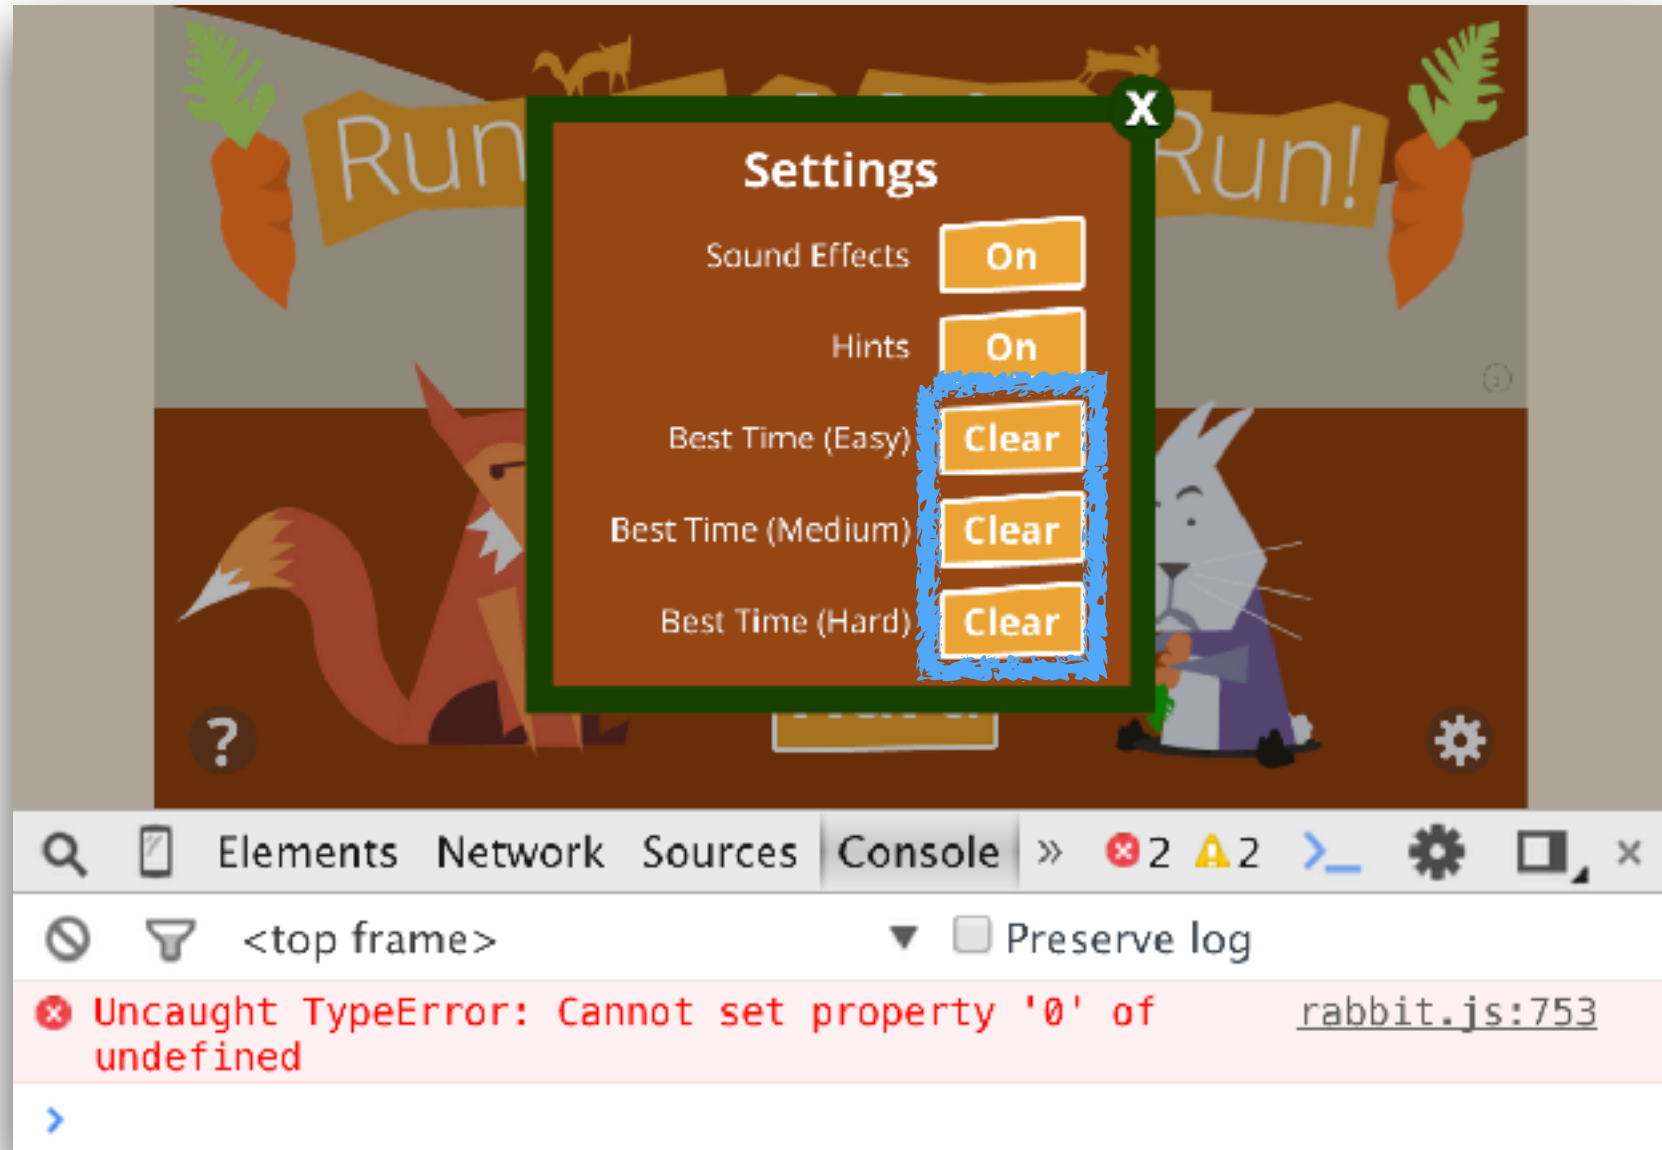 Run
Run!
X
Settings
Sound Effects On
Hints On
Best Time (Easy) Clear
Best Time (Medium) Clear
Best Time (Hard) Clear
?
Elements Network Sources Console » 2 2
<top frame> ▼ Preserve log
Uncaught TypeError: Cannot set property '0' of rabbit.js:753
undefined